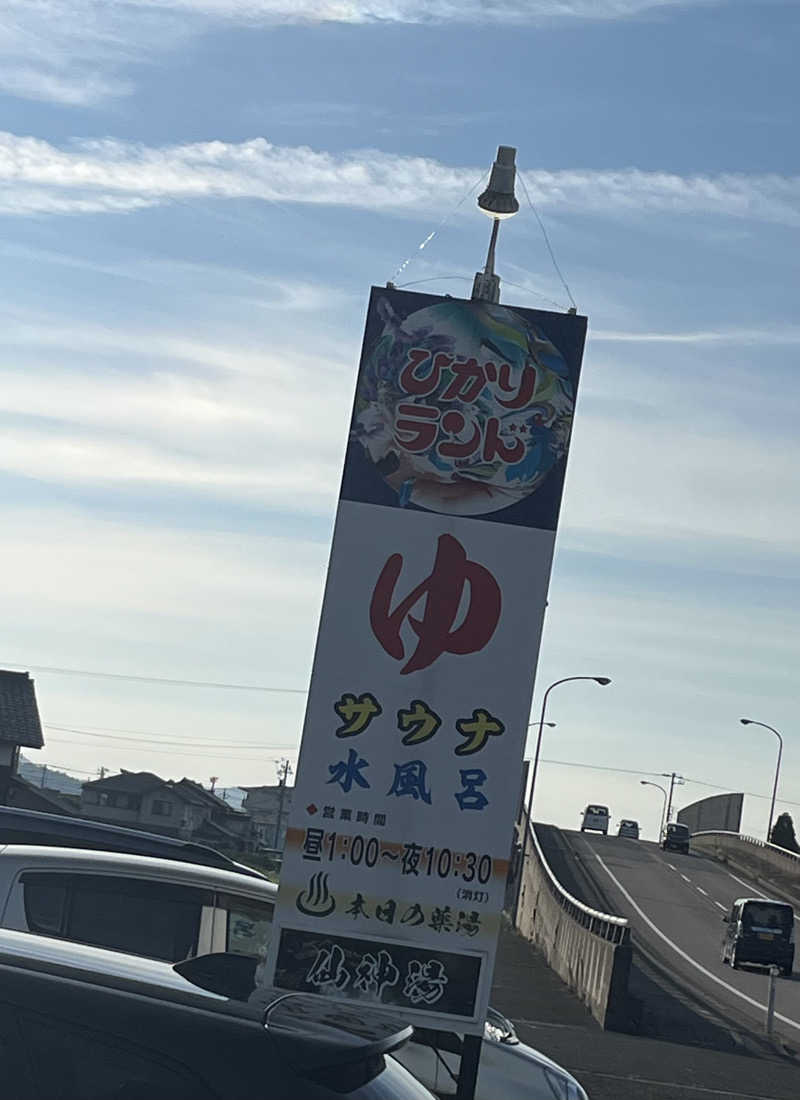 ひかり
ランド
ゆ
サウナ
水風呂
◆営業時間
昼1:00～夜10:30
(消灯)
♨本日の薬湯
仙神湯